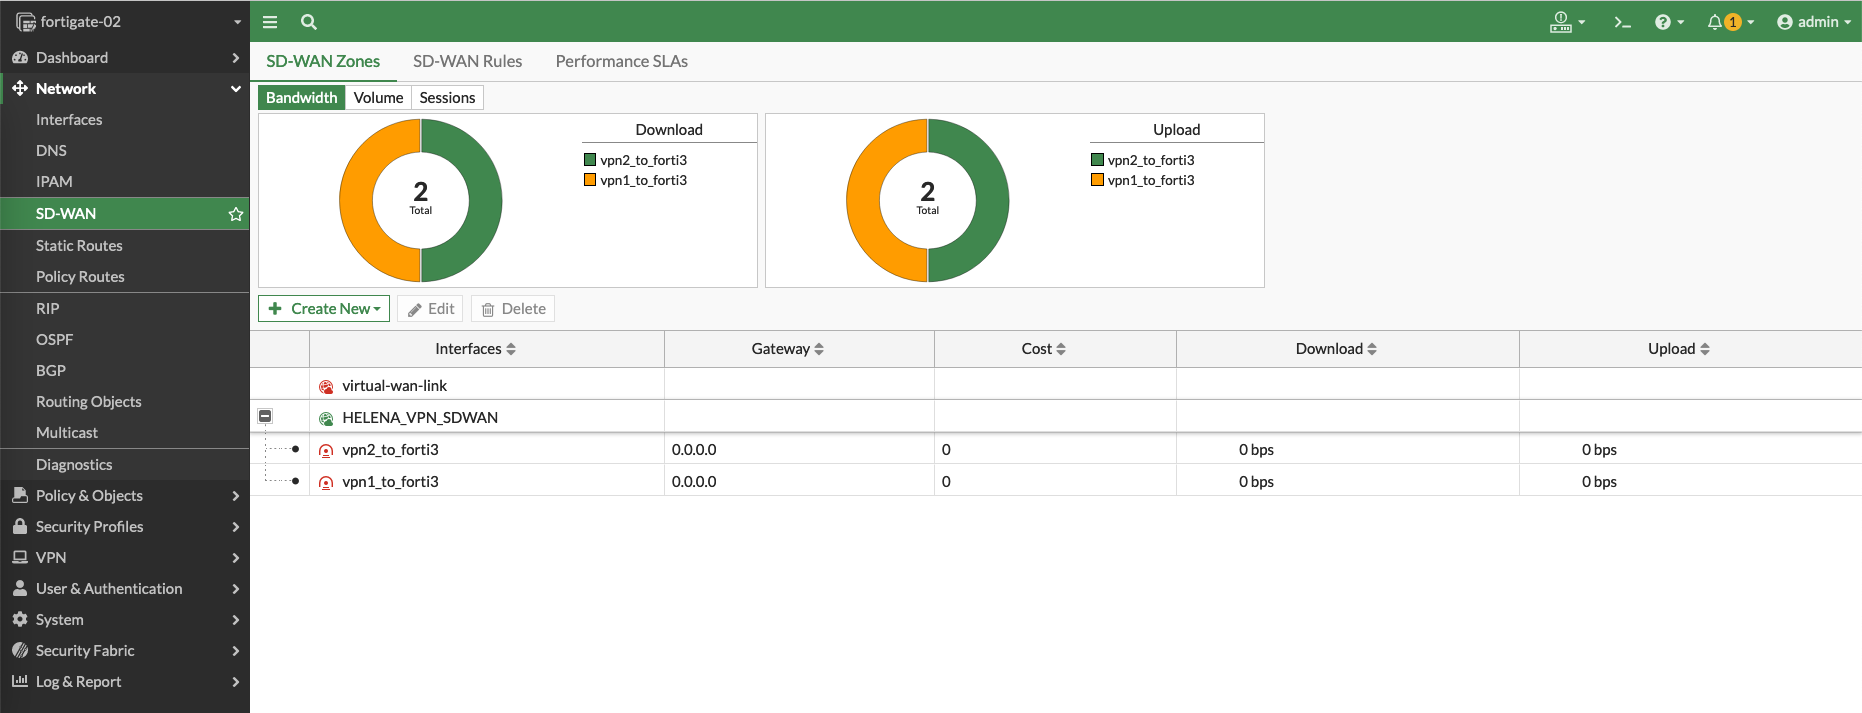 fortigate-02
1
admin
Dashboard
Network
Interfaces
DNS
IPAM
SD-WAN
Static Routes
Policy Routes
RIP
OSPF
BGP
Routing Objects
Multicast
Diagnostics
Policy & Objects
Security Profiles
VPN
User & Authentication
System
Security Fabric
Log & Report
SD-WAN Zones SD-WAN Rules Performance SLAs
Bandwidth Volume Sessions
2
Total
Download
vpn2_to_forti3
vpn1_to_forti3
2
Total
Upload
vpn2_to_forti3
vpn1_to_forti3
Create New Edit Delete
Interfaces Gateway Cost Download Upload
virtual-wan-link
HELENA_VPN_SDWAN
vpn2_to_forti3 0.0.0.0 0 0 bps 0 bps
vpn1_to_forti3 0.0.0.0 0 0 bps 0 bps